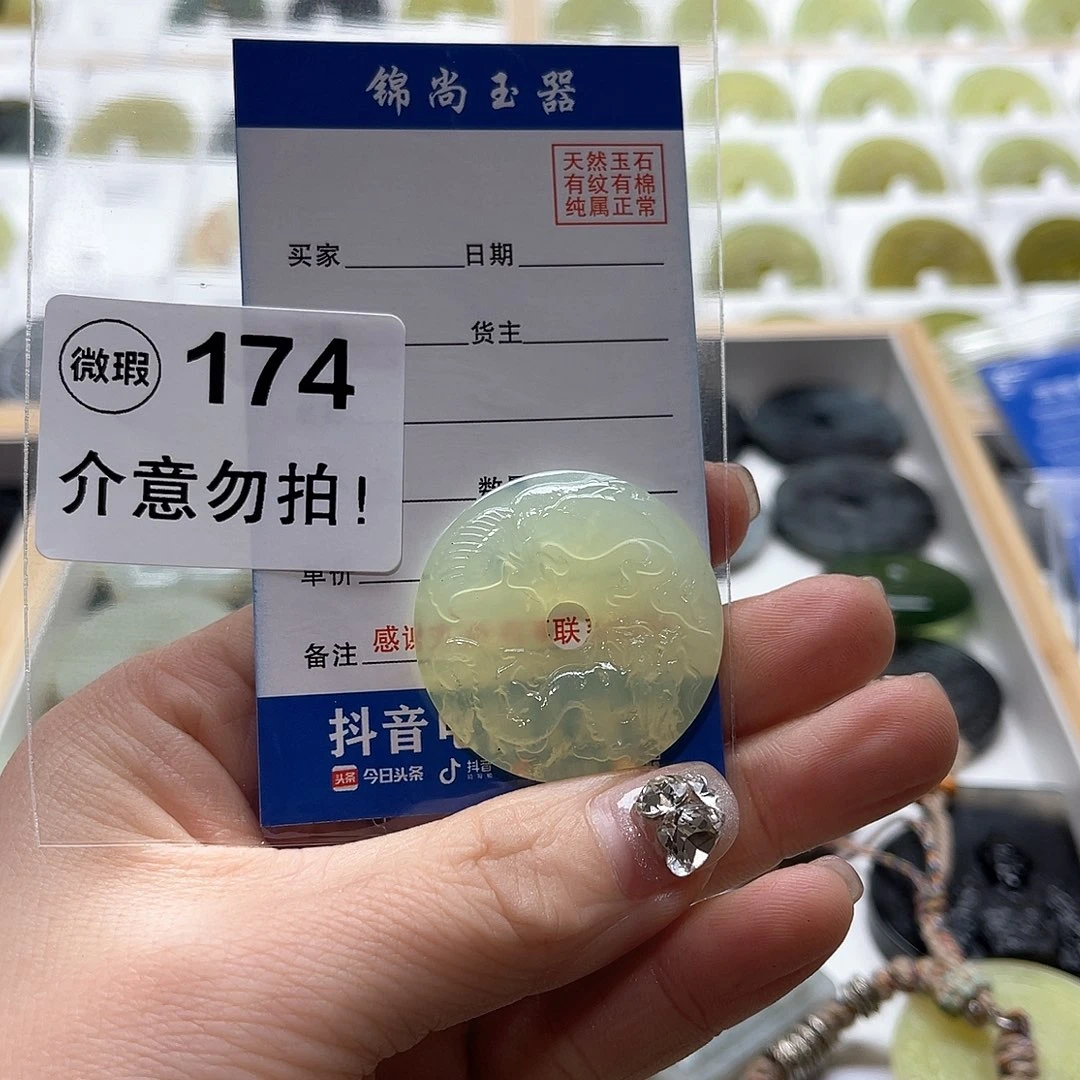 锦尚玉器
天然玉石
有纹有棉
纯属正常
买家 日期
货主
微瑕 174
介意勿拍!
单价
备注 感 联
抖音
头条 今日头条 抖音